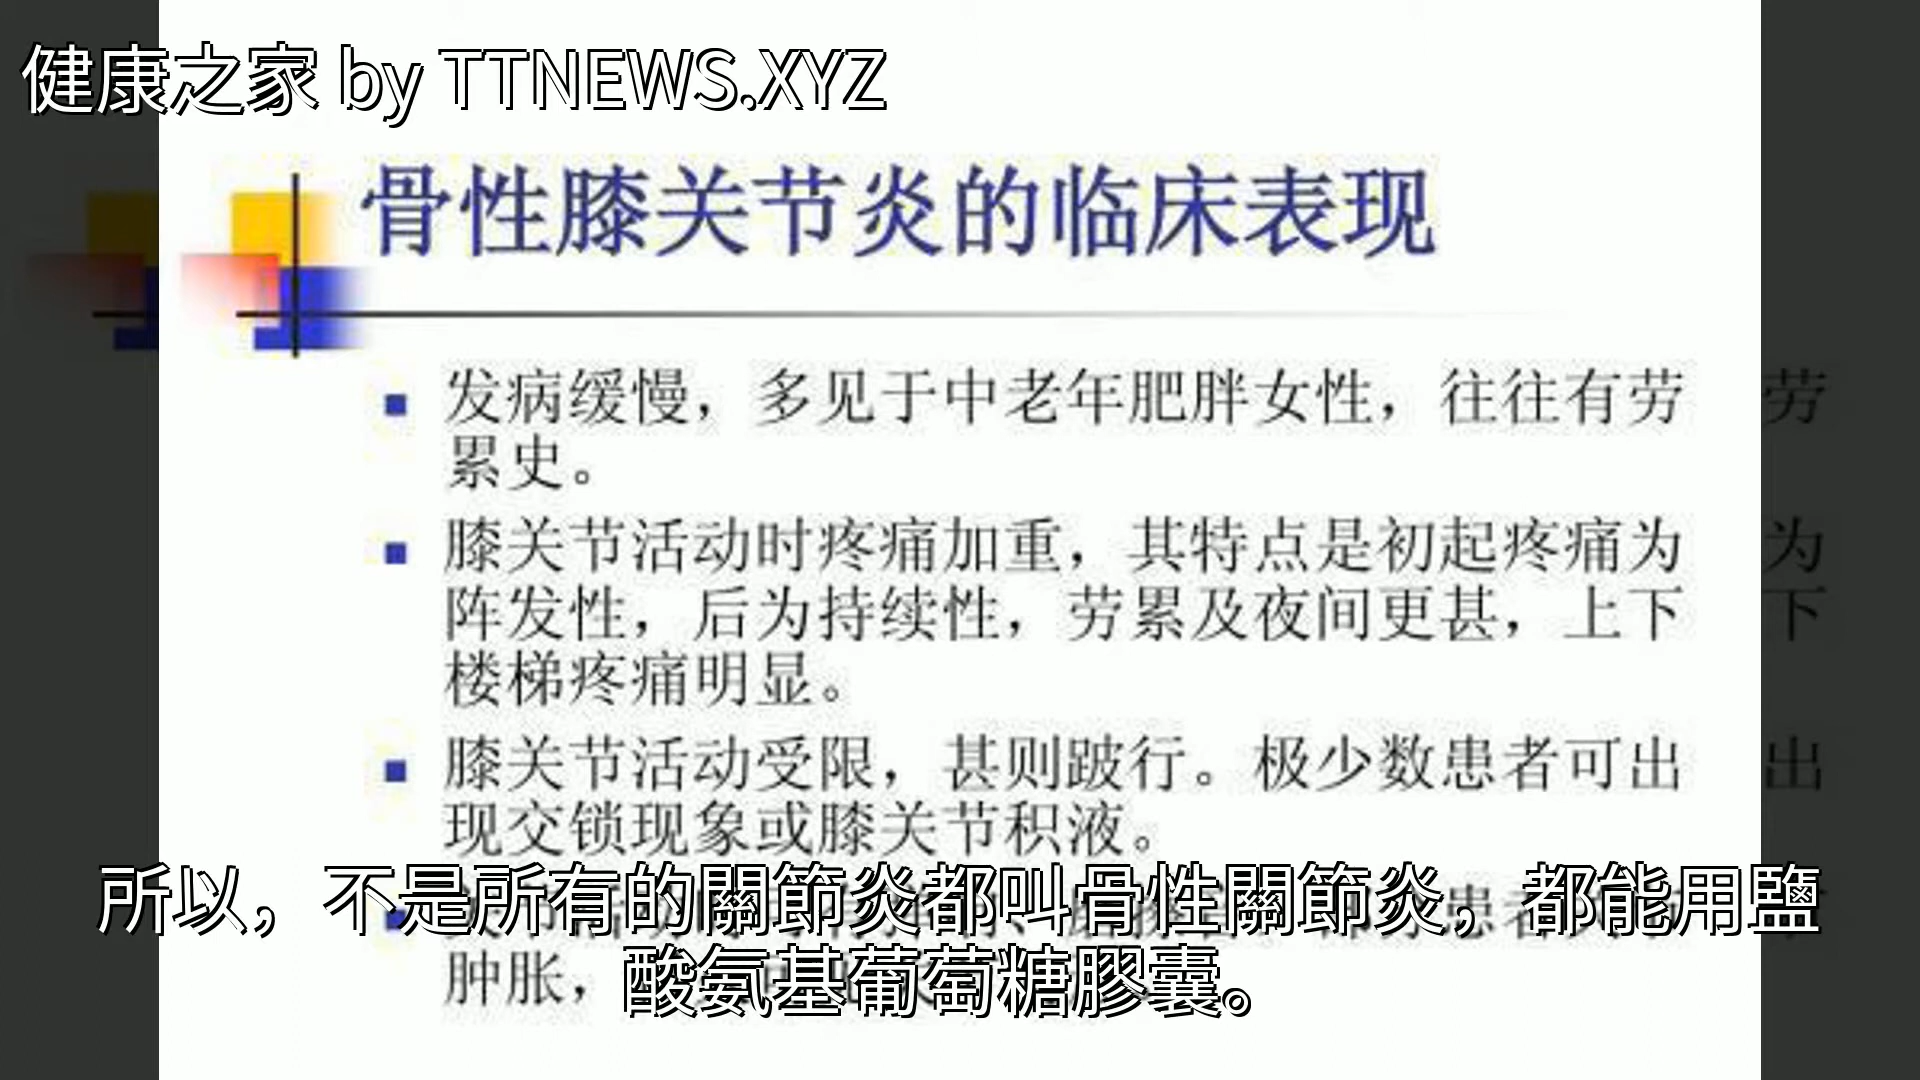 健康之家 by TTNEWS.XYZ
骨性膝关节炎的临床表现
发病缓慢，多见于中老年肥胖女性，往往有劳
累史。
膝关节活动时疼痛加重，其特点是初起疼痛为
阵发性，后为持续性，劳累及夜间更甚，上下
楼梯疼痛明显。
膝关节活动受限，甚则跛行。极少数患者可出
现交锁现象或膝关节积液。
肿胀，
所以，不是所有的關節炎都叫骨性關節炎，都能用鹽
酸氨基葡萄糖膠囊。